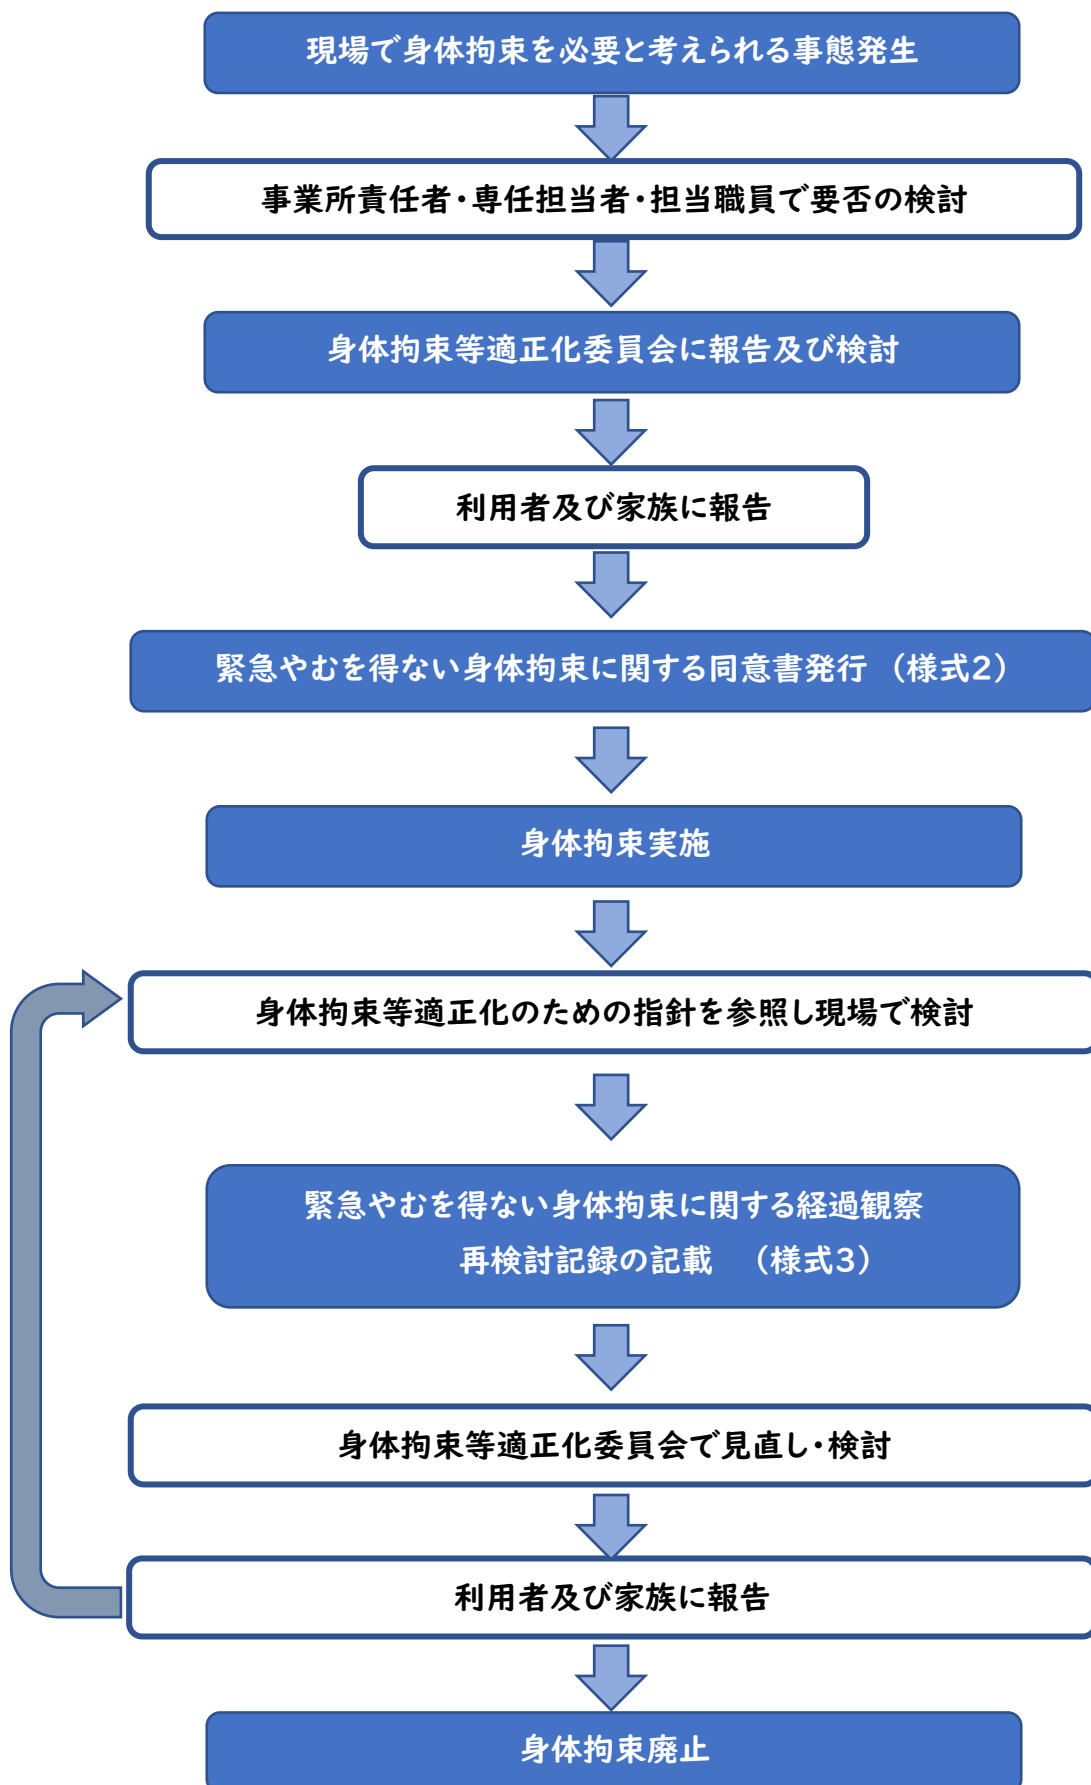 現場で身体拘束を必要と考えられる事態発生
事業所責任者・専任担当者・担当職員で要否の検討
身体拘束等適正化委員会に報告及び検討
利用者及び家族に報告
緊急やむを得ない身体拘束に関する同意書発行 （様式2）
身体拘束実施
身体拘束等適正化のための指針を参照し現場で検討
緊急やむを得ない身体拘束に関する経過観察
再検討記録の記載 （様式3）
身体拘束等適正化委員会で見直し・検討
利用者及び家族に報告
身体拘束廃止